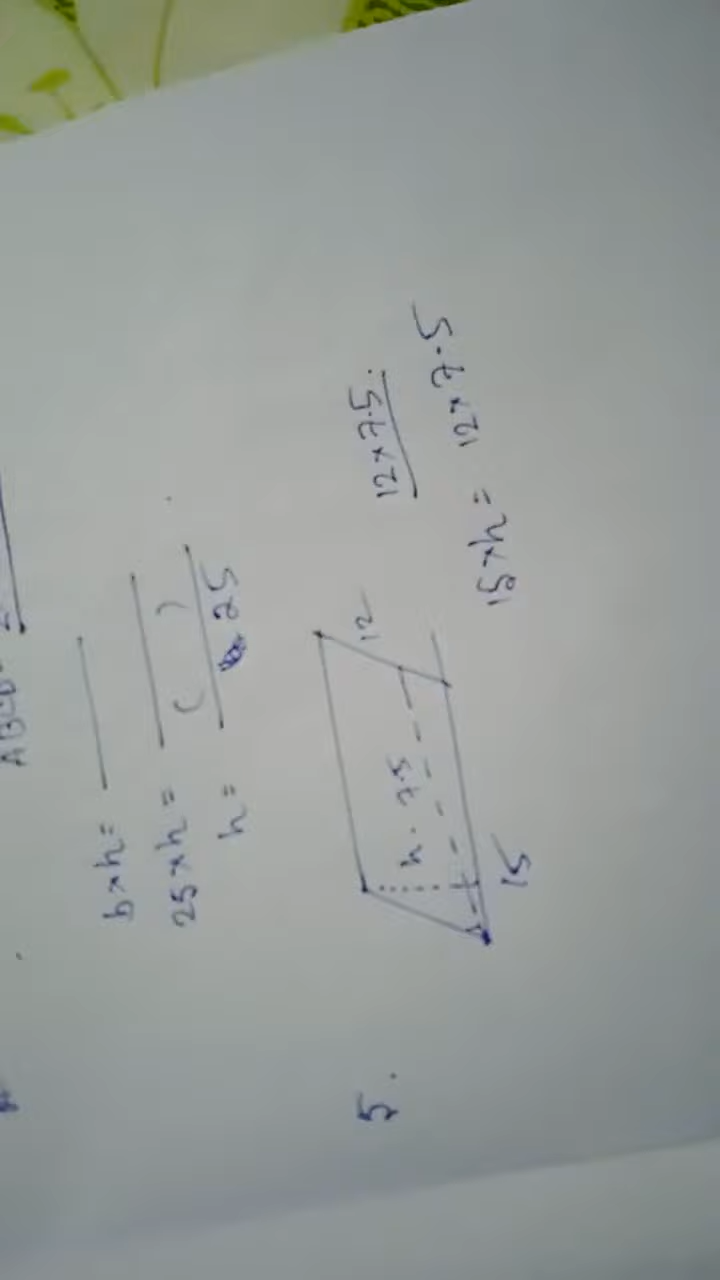 ABCD
b × h =
25 × h = ( )
h = 25
5.
h. 7.5
12
15
12 × 7.5.
15 × h = 12 × 7.5